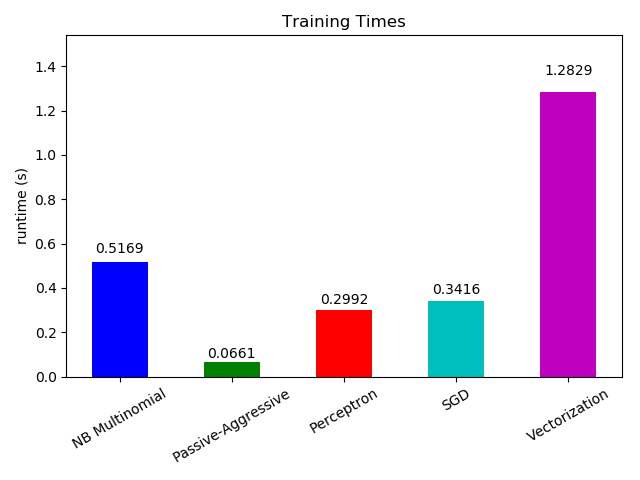 Training Times
runtime (s)
1.4
1.2
1.0
0.8
0.6
0.4
0.2
0.0
0.5169
0.0661
0.2992
0.3416
1.2829
NB Multinomial
Passive-Aggressive
Perceptron
SGD
Vectorization